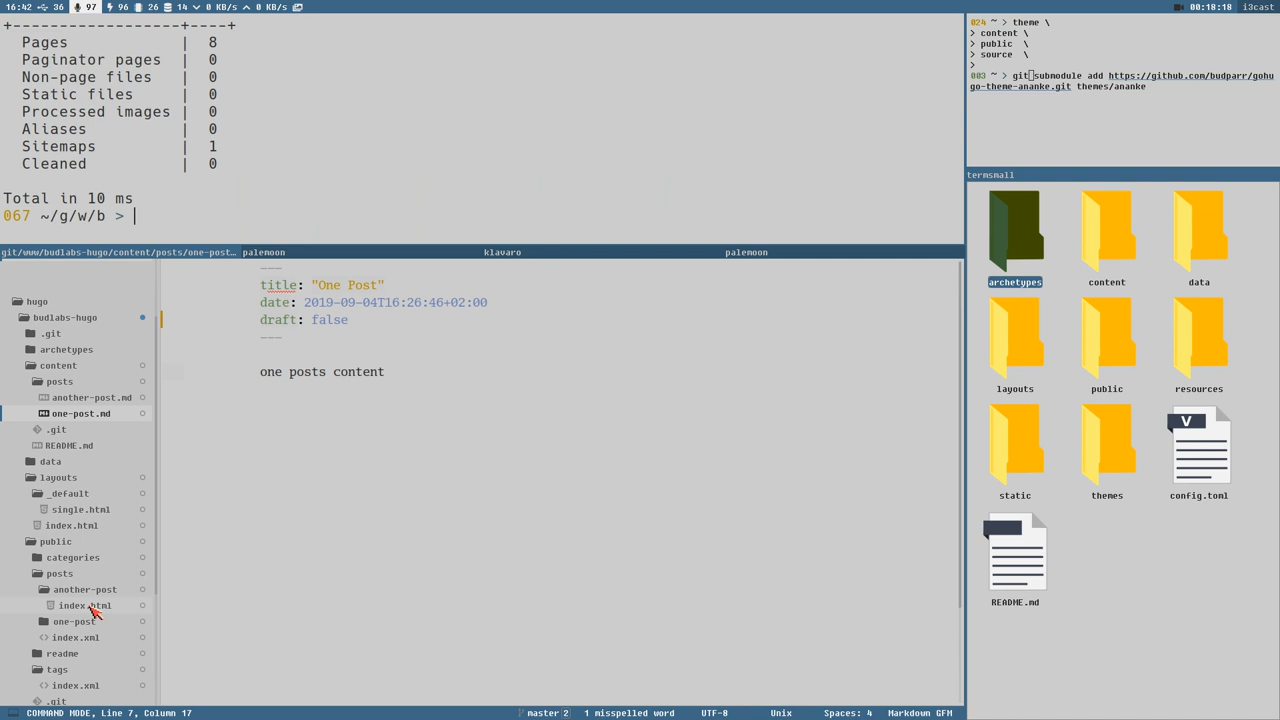 16:42 36 97 96 26 14 0 KB/s 0 KB/s 00:18:18 i3cast
+-----------------+----+
Pages | 8
Paginator pages | 0
Non-page files | 0
Static files | 0
Processed images | 0
Aliases | 0
Sitemaps | 1
Cleaned | 0
Total in 10 ms
067 ~/g/w/b >
024 ~ > theme \
> content \
> public \
> source \
>
003 ~ > git submodule add https://github.com/budparr/gohu
go-theme-ananke.git themes/ananke
termsmall
archetypes content data
layouts public resources
static themes config.toml
README.md
git/www/budlabs-hugo/content/posts/one-post… palemoon klavaro palemoon
hugo
budlabs-hugo
.git
archetypes
content
posts
another-post.md
one-post.md
.git
README.md
data
layouts
_default
single.html
index.html
public
categories
posts
another-post
index.html
one-post
index.xml
readme
tags
index.xml
.git
---
title: "One Post"
date: 2019-09-04T16:26:46+02:00
draft: false
---
one posts content
COMMAND MODE, Line 7, Column 17 master 2 1 misspelled word UTF-8 Unix Spaces: 4 Markdown GFM